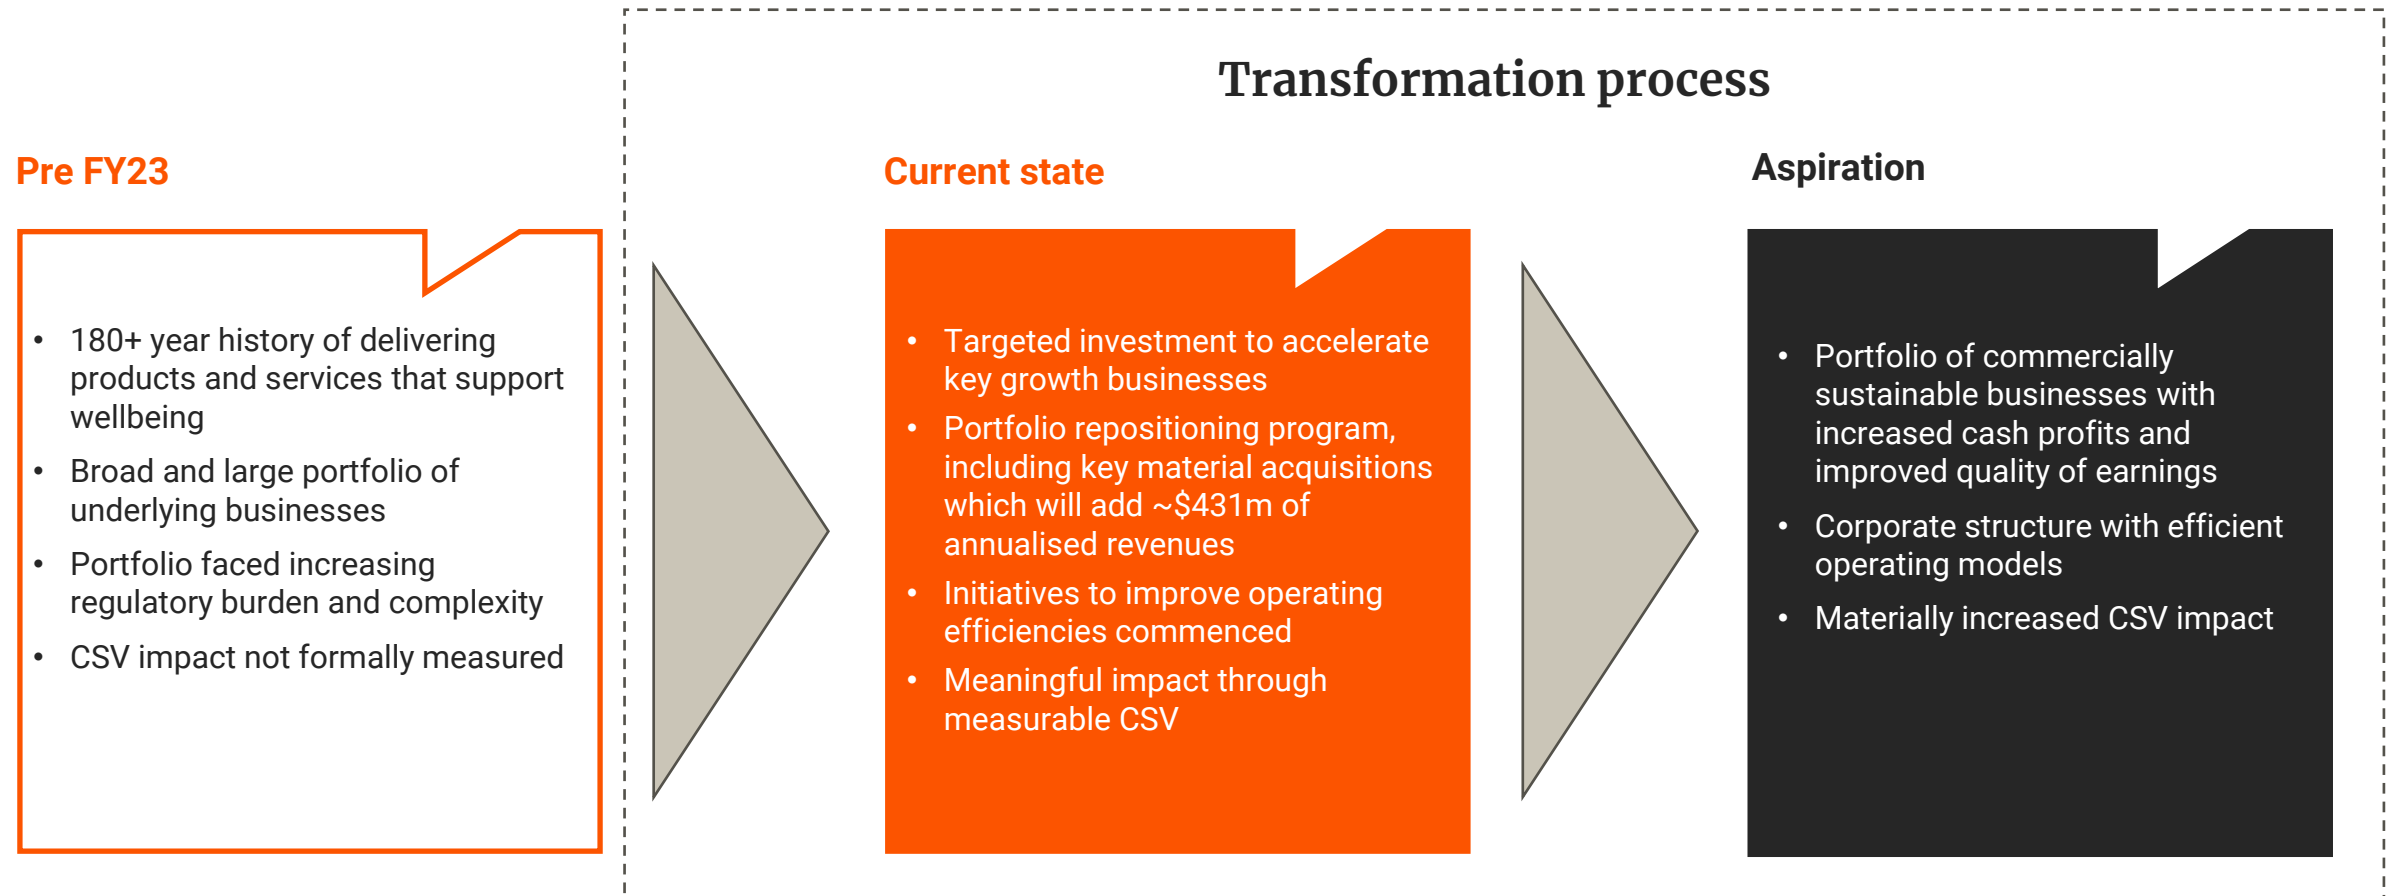 Transformation process
Pre FY23
• 180+ year history of delivering
products and services that support
wellbeing
• Broad and large portfolio of
underlying businesses
• Portfolio faced increasing
regulatory burden and complexity
• CSV impact not formally measured
Current state
• Targeted investment to accelerate
key growth businesses
• Portfolio repositioning program,
including key material acquisitions
which will add ~$431m of
annualised revenues
• Initiatives to improve operating
efficiencies commenced
• Meaningful impact through
measurable CSV
Aspiration
• Portfolio of commercially
sustainable businesses with
increased cash profits and
improved quality of earnings
• Corporate structure with efficient
operating models
• Materially increased CSV impact